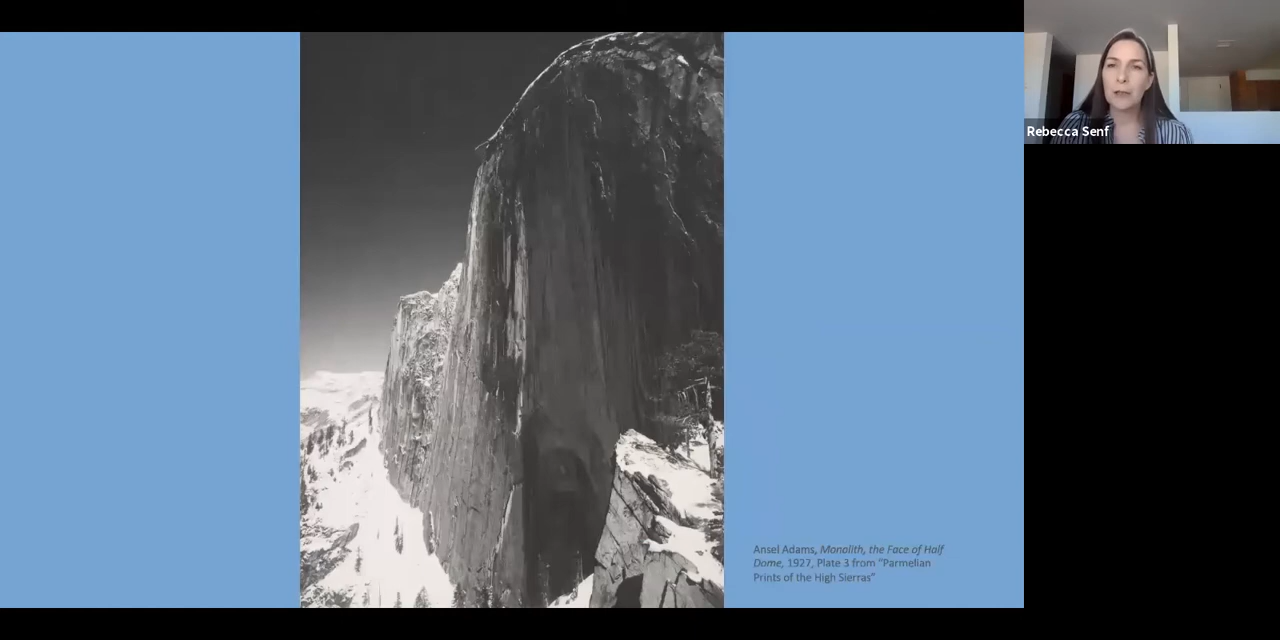 Rebecca Senf
Ansel Adams, Monolith, the Face of Half
Dome, 1927, Plate 3 from "Parmelian
Prints of the High Sierras"